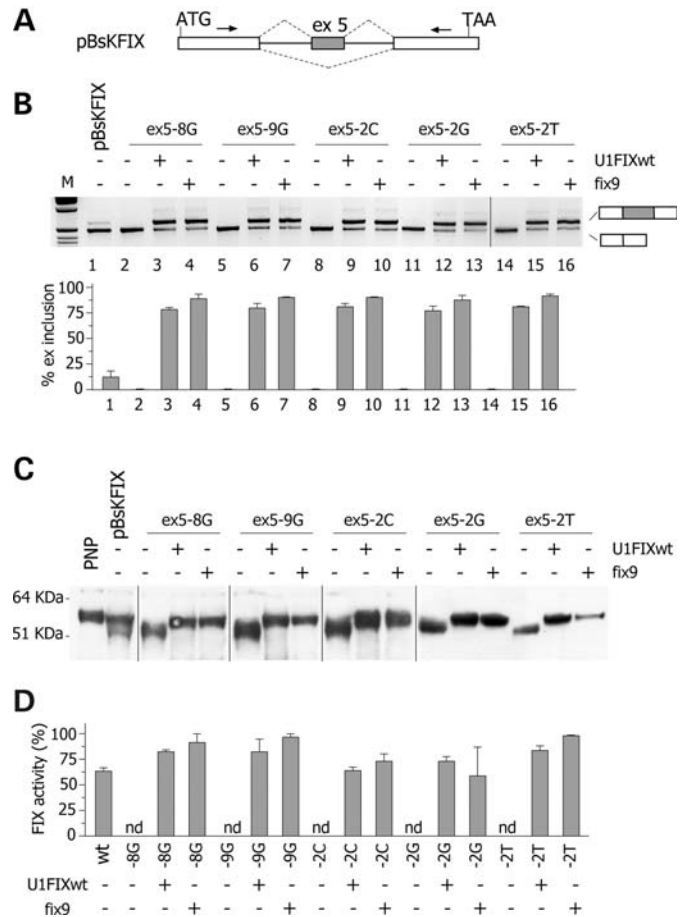 A
ATG ex 5 TAA
pBsKFIX
B
pBsKFIX ex5-8G ex5-9G ex5-2C ex5-2G ex5-2T
- - + - - + - - + - - + - - + - U1FIXwt
M - - - + - - + - - + - - + - - + fix9
1 2 3 4 5 6 7 8 9 10 11 12 13 14 15 16
% ex inclusion
100
75
50
25
0
1 2 3 4 5 6 7 8 9 10 11 12 13 14 15 16
C
PNP pBsKFIX ex5-8G ex5-9G ex5-2C ex5-2G ex5-2T
- - + - - + - - + - - + - - + - U1FIXwt
- - - + - - + - - + - - + - - + fix9
64 KDa
51 KDa
D
FIX activity (%)
100
75
50
25
0
nd nd nd nd nd
wt -8G -8G -8G -9G -9G -9G -2C -2C -2C -2G -2G -2G -2T -2T -2T
U1FIXwt - - + - - + - - + - - + - - + -
fix9 - - - + - - + - - + - - + - - +